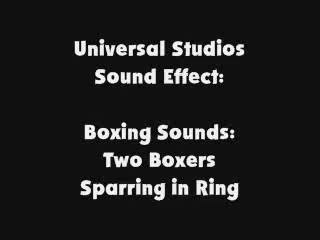 Universal Studios
Sound Effect:
Boxing Sounds:
Two Boxers
Sparring in Ring